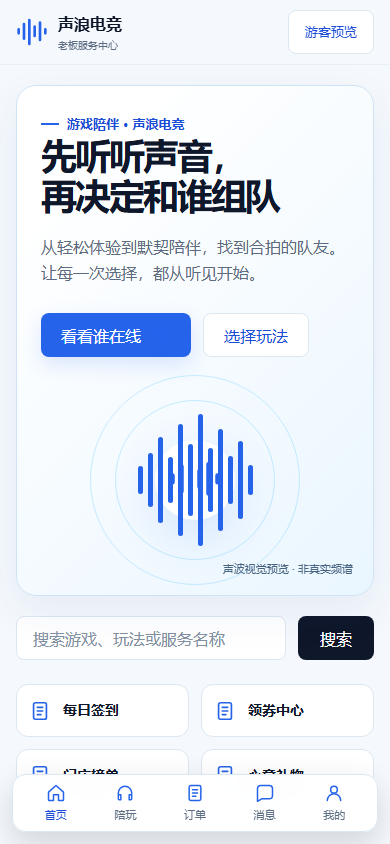 声浪电竞
老板服务中心
游客预览
游戏陪伴 · 声浪电竞
先听听声音，
再决定和谁组队
从轻松体验到默契陪伴，找到合拍的队友。
让每一次选择，都从听见开始。
看看谁在线
选择玩法
声波视觉预览 · 非真实频谱
搜索游戏、玩法或服务名称
搜索
每日签到
领券中心
首页
陪玩
订单
消息
我的